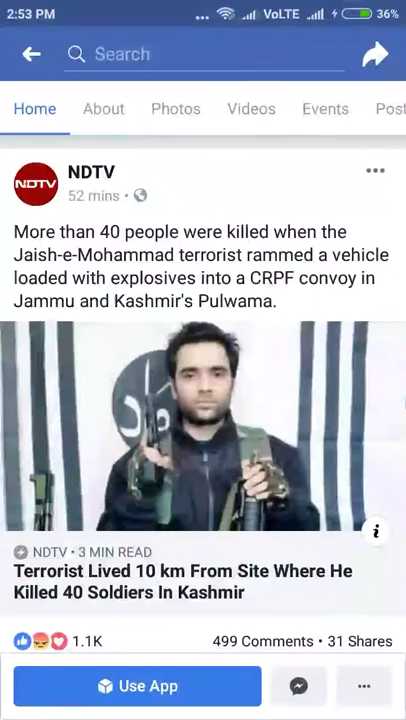 2:53 PM ... VoLTE 36%
Search
Home About Photos Videos Events Post
NDTV
NDTV
52 mins •
More than 40 people were killed when the
Jaish-e-Mohammad terrorist rammed a vehicle
loaded with explosives into a CRPF convoy in
Jammu and Kashmir's Pulwama.
i
NDTV • 3 MIN READ
Terrorist Lived 10 km From Site Where He
Killed 40 Soldiers In Kashmir
1.1K 499 Comments • 31 Shares
Use App